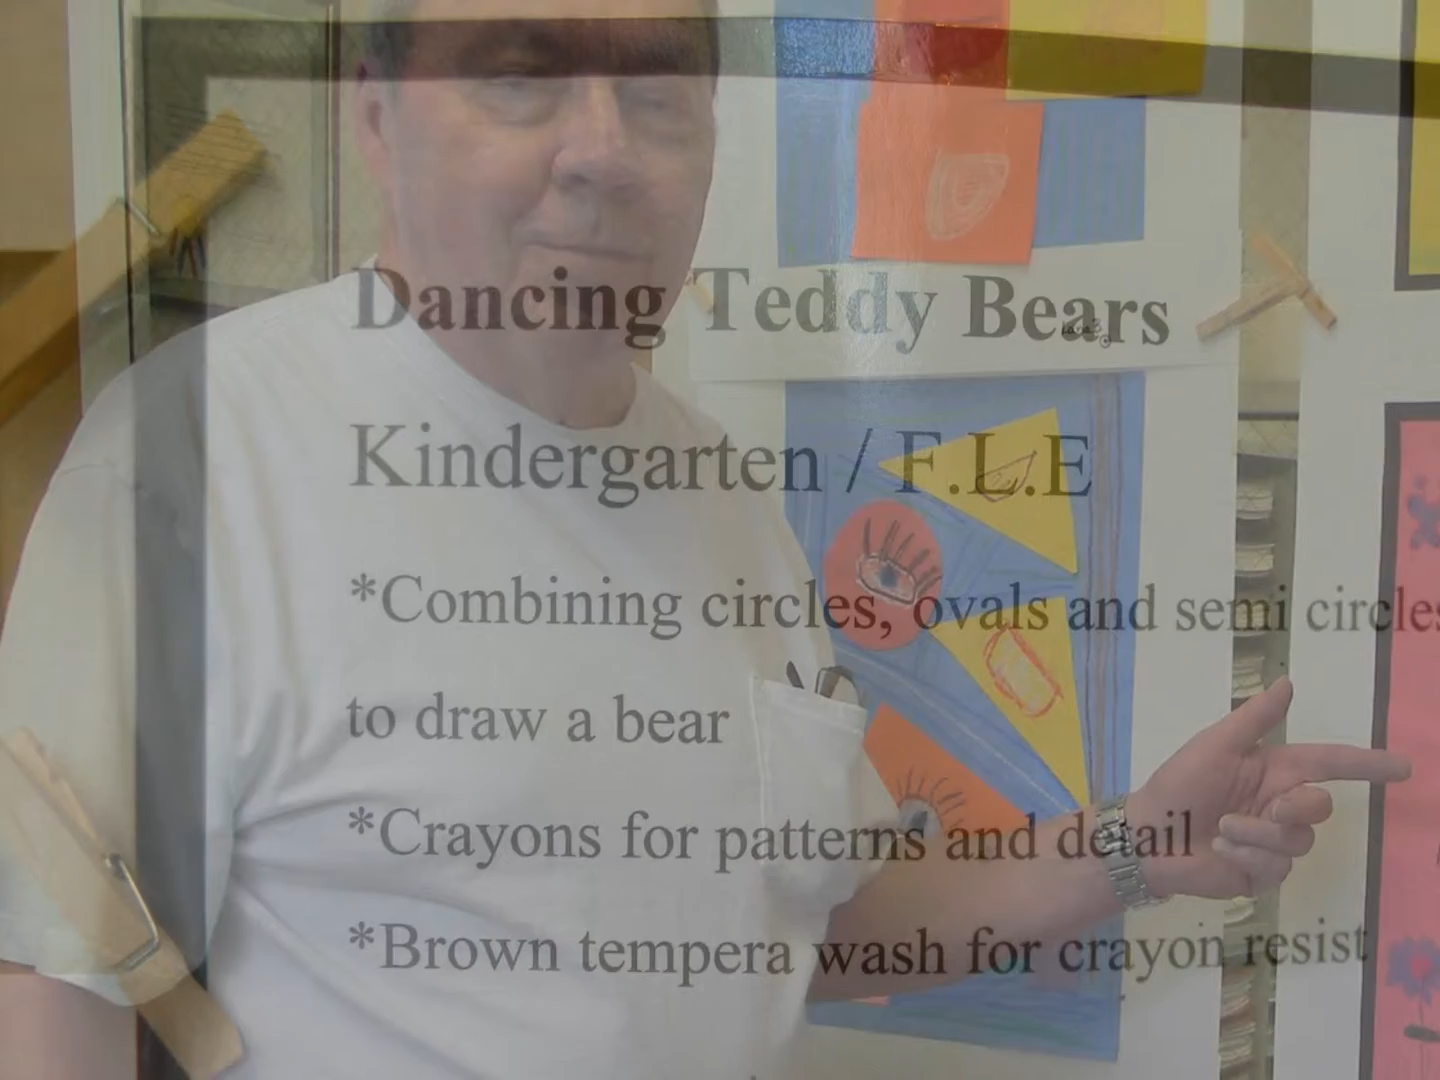 Dancing Teddy Bears
Kindergarten / F.L.E
*Combining circles, ovals and semi circles
to draw a bear
*Crayons for patterns and detail
*Brown tempera wash for crayon resist